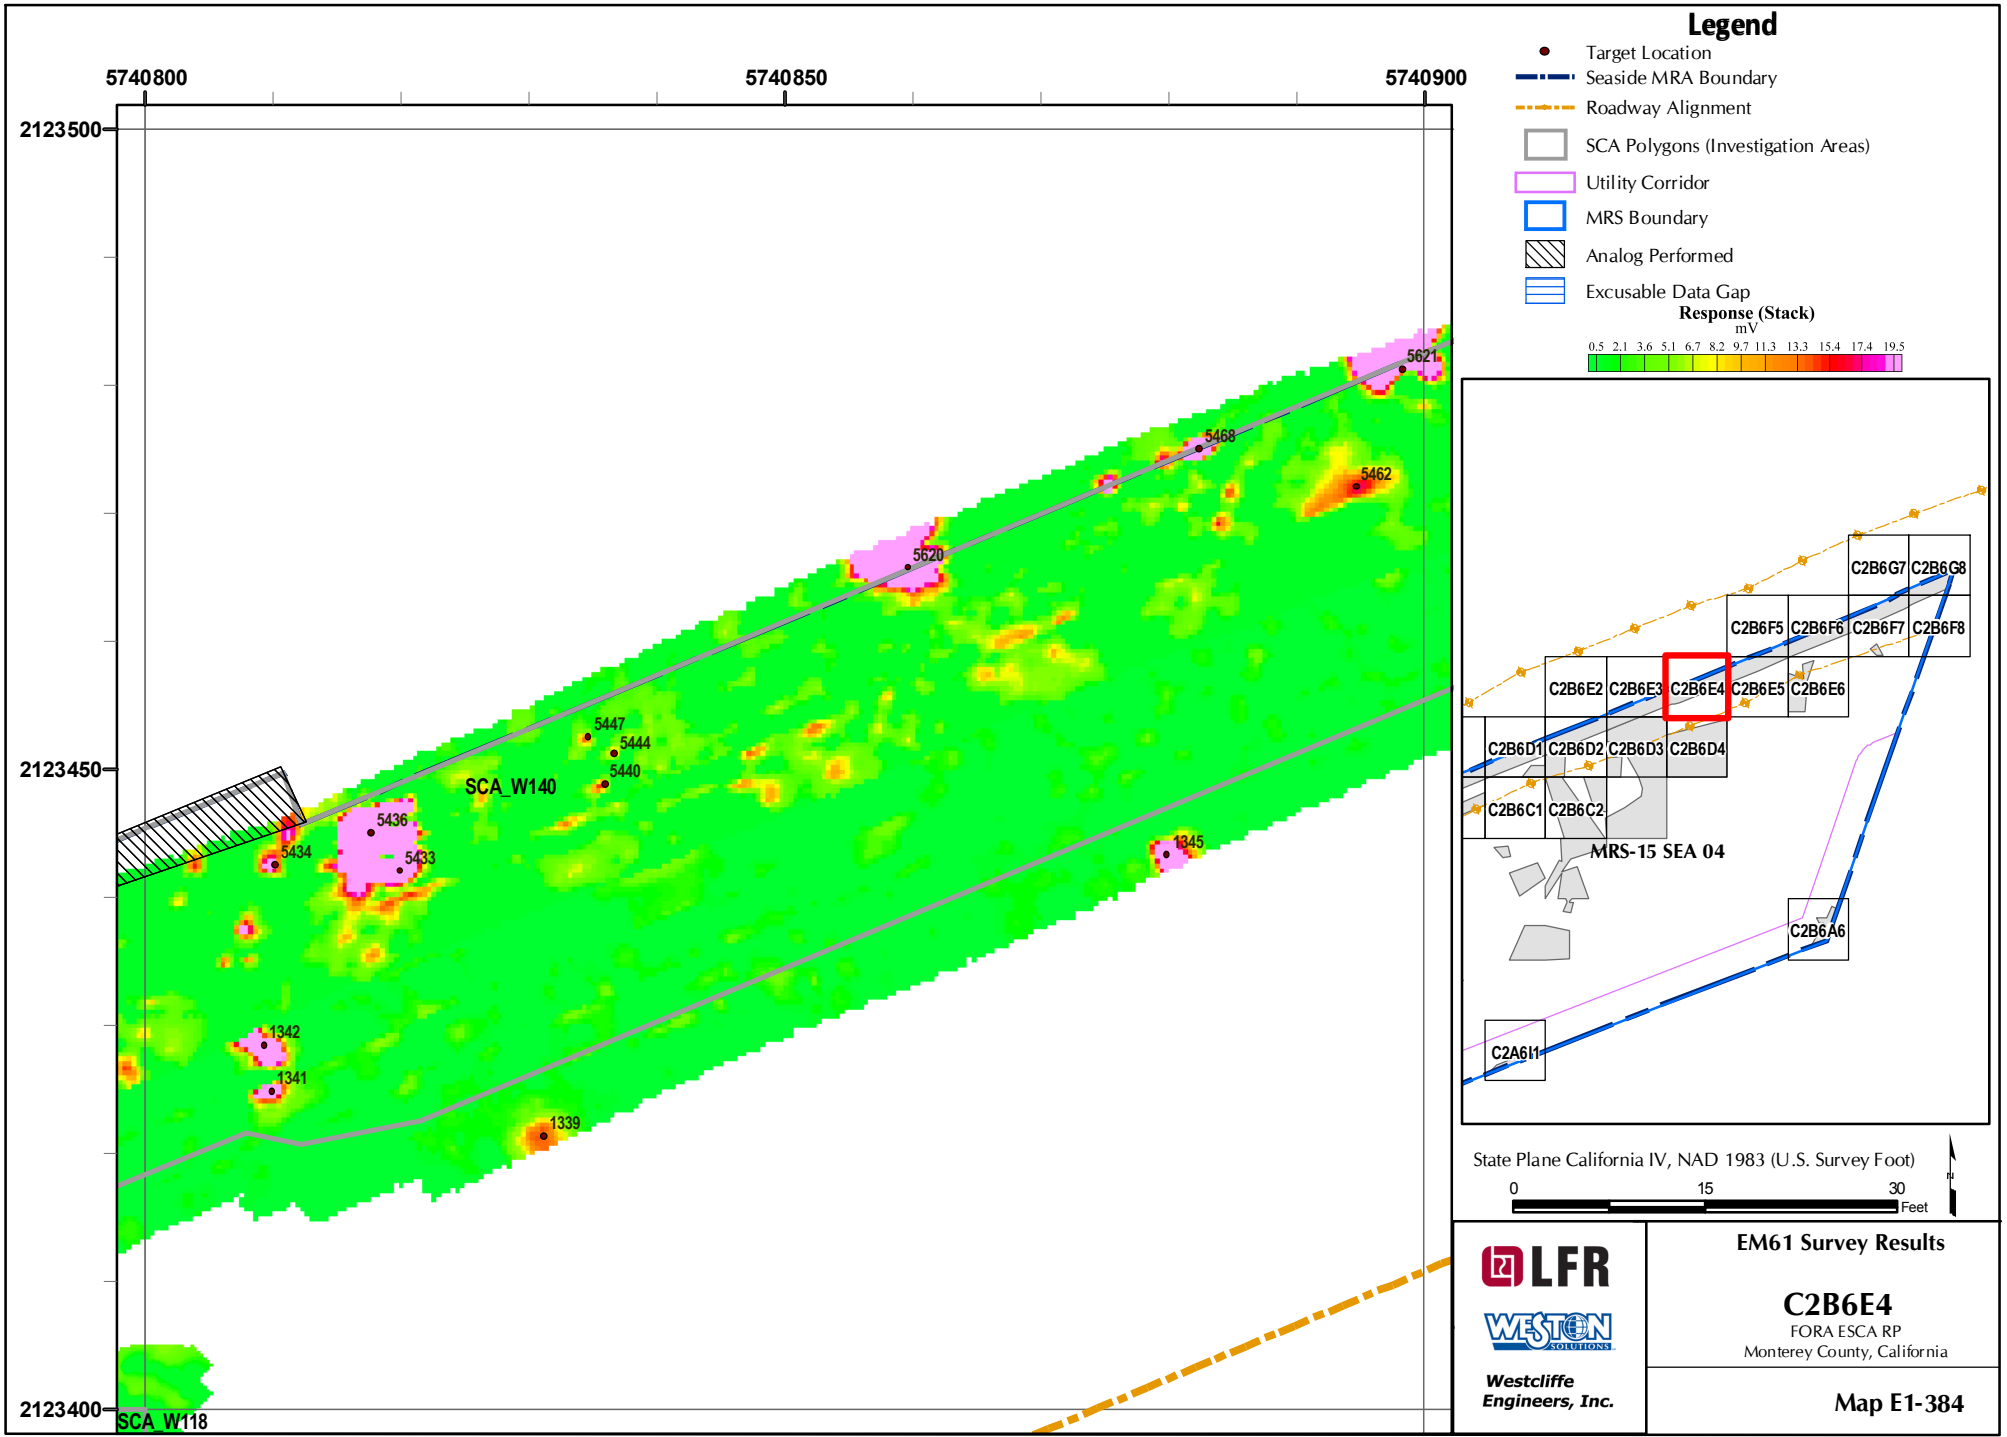 Legend
Target Location
Seaside MRA Boundary
Roadway Alignment
SCA Polygons (Investigation Areas)
Utility Corridor
MRS Boundary
Analog Performed
Excusable Data Gap
Response (Stack)
mV
0.5 2.1 3.6 5.1 6.7 8.2 9.7 11.3 13.3 15.4 17.4 19.5
5740800 5740850 5740900
2123500
2123450
2123400
5621
5468
5462
5620
5447
5444
5440
SCA_W140
5436
5434
5433
1345
1342
1341
1339
SCA_W118
C2B6G7 C2B6G8
C2B6F5 C2B6F6 C2B6F7 C2B6F8
C2B6E2 C2B6E3 C2B6E4 C2B6E5 C2B6E6
C2B6D1 C2B6D2 C2B6D3 C2B6D4
C2B6C1 C2B6C2
MRS-15 SEA 04
C2B6A6
C2A6I1
State Plane California IV, NAD 1983 (U.S. Survey Foot)
0 15 30
Feet
N
LFR
WESTON
SOLUTIONS
Westcliffe
Engineers, Inc.
EM61 Survey Results
C2B6E4
FORA ESCA RP
Monterey County, California
Map E1-384